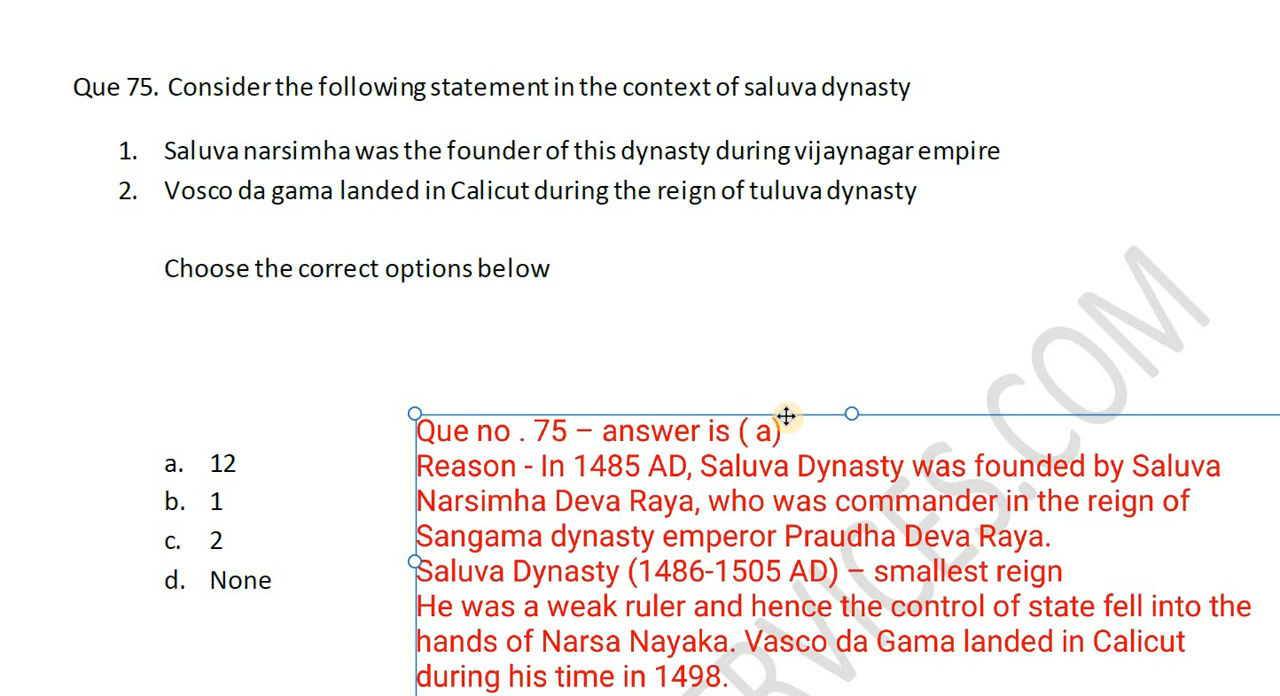 Que 75. Consider the following statement in the context of saluva dynasty
1. Saluva narsimha was the founder of this dynasty during vijaynagar empire
2. Vosco da gama landed in Calicut during the reign of tuluva dynasty
Choose the correct options below
a. 12
b. 1
c. 2
d. None
Que no . 75 – answer is ( a)
Reason - In 1485 AD, Saluva Dynasty was founded by Saluva
Narsimha Deva Raya, who was commander in the reign of
Sangama dynasty emperor Praudha Deva Raya.
Saluva Dynasty (1486-1505 AD) – smallest reign
He was a weak ruler and hence the control of state fell into the
hands of Narsa Nayaka. Vasco da Gama landed in Calicut
during his time in 1498.
RVICES.COM